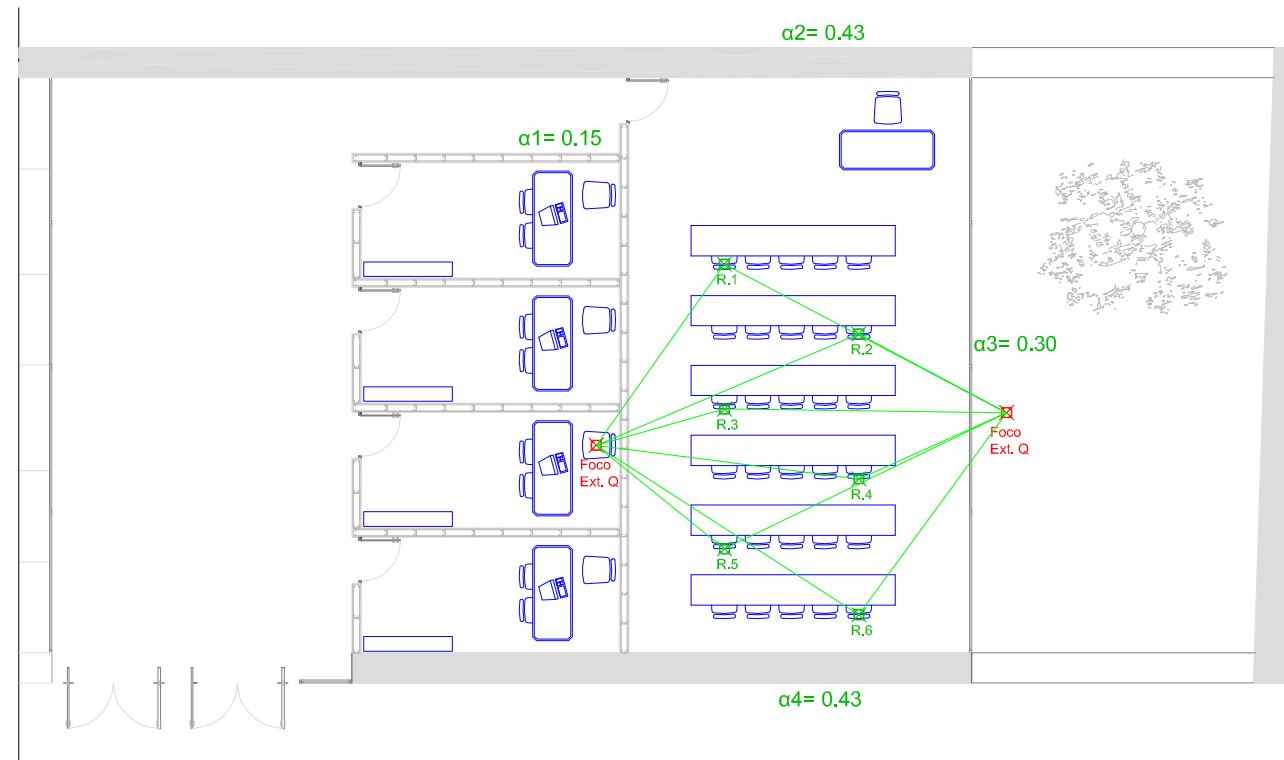 α2= 0.43
α1= 0.15
R.1
R.2
α3= 0.30
R.3
Foco
Ext. Q
Foco
Ext. Q
R.4
R.5
R.6
α4= 0.43